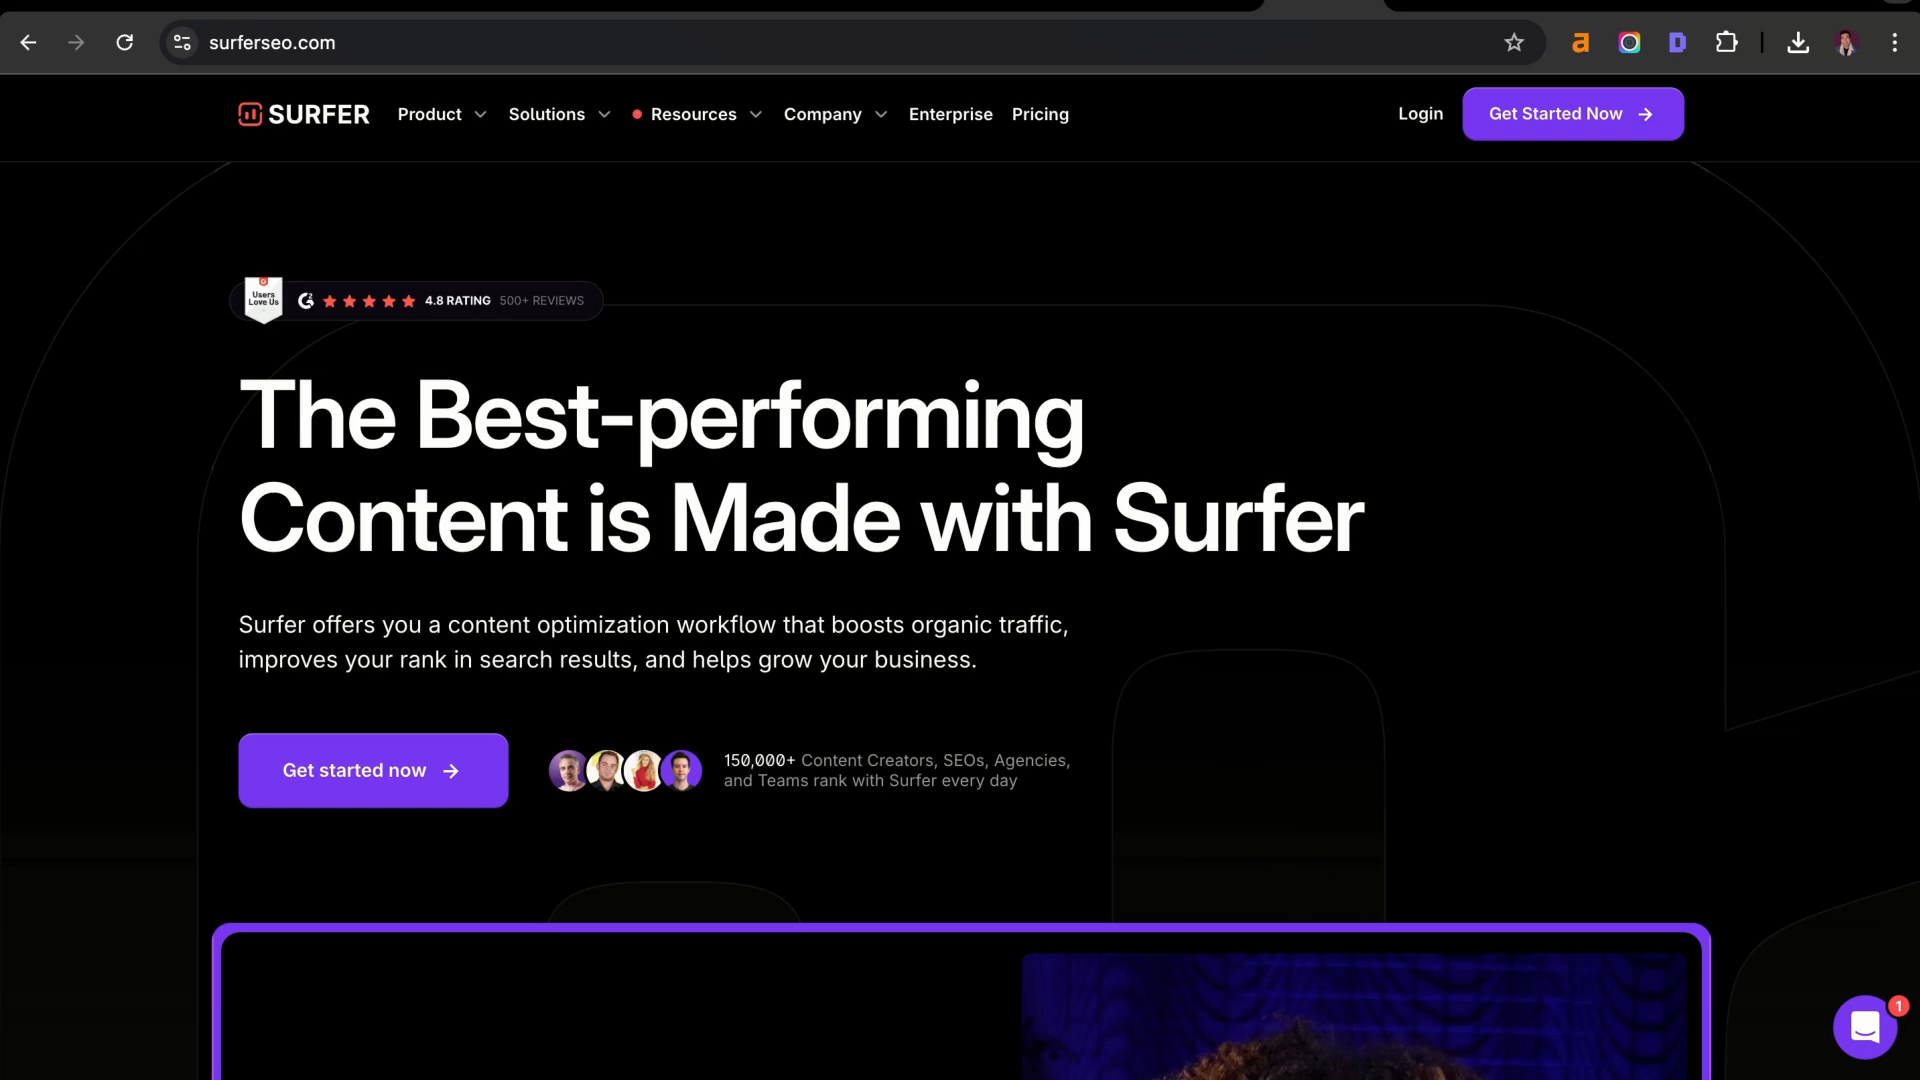 surferseo.com
SURFER Product Solutions Resources Company Enterprise Pricing Login Get Started Now
Users
Love Us
4.8 RATING 500+ REVIEWS
The Best-performing
Content is Made with Surfer
Surfer offers you a content optimization workflow that boosts organic traffic,
improves your rank in search results, and helps grow your business.
Get started now
150,000+ Content Creators, SEOs, Agencies,
and Teams rank with Surfer every day
1